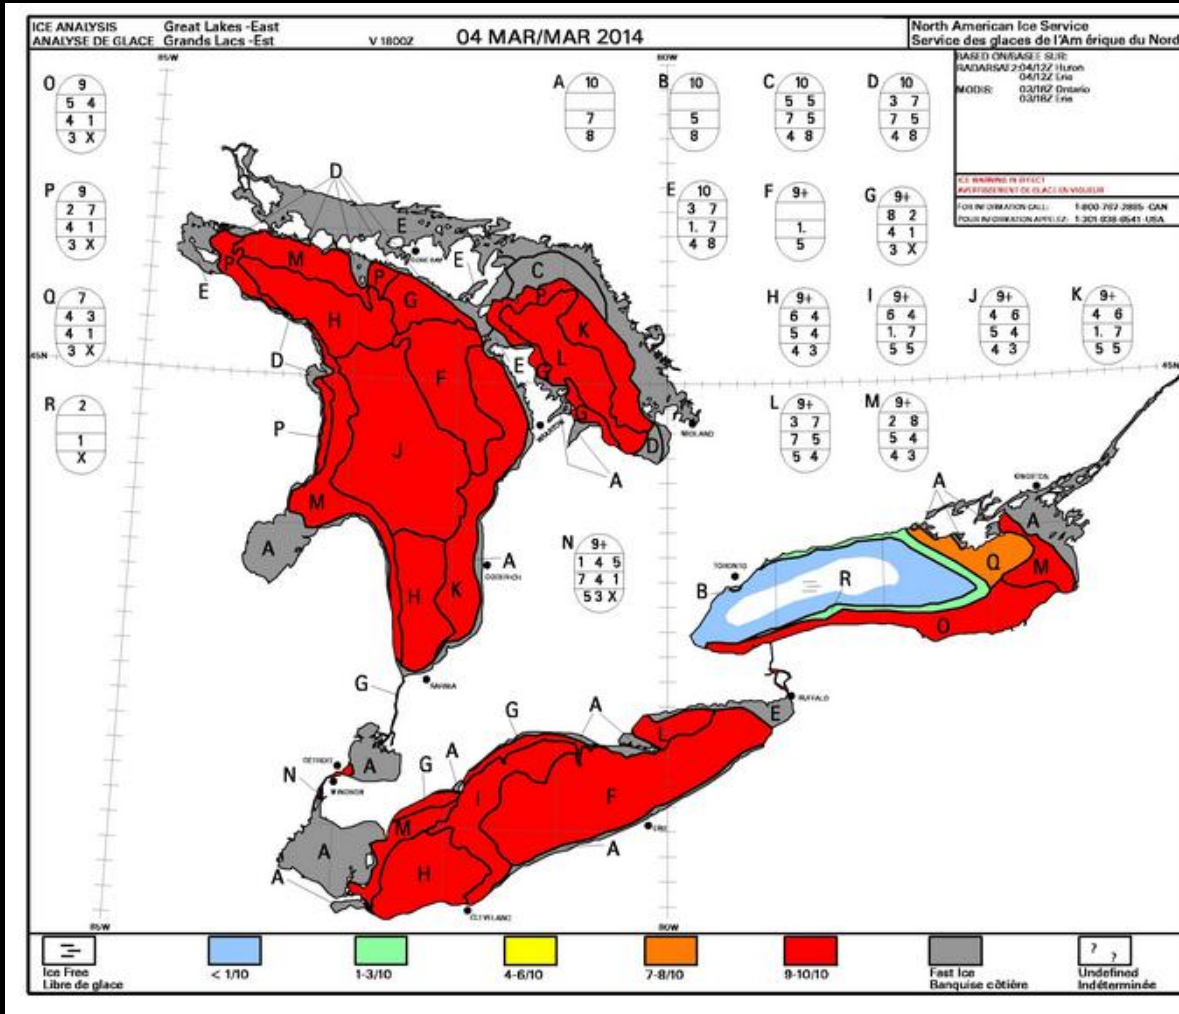 ICE ANALYSIS Great Lakes -East
ANALYSE DE GLACE Grands Lacs -Est V 1800Z 04 MAR/MAR 2014
North American Ice Service
Service des glaces de l'Am érique du Nord
BASED ON/BASEE SUR:
RADARSAT2:04/12Z Huron
04/12Z Erie
MODIS: 03/18Z Ontario
03/18Z Erie
ICE WARNING IN EFFECT
AVERTISSEMENT DE GLACE EN VIGUEUR
FOR INFORMATION CALL: 1-800-767-2885 -CAN
POUR INFORMATION APPELEZ: 1-301-838-8541 -USA
85W
80W
O
9
5 4
4 1
3 X
A
10
7
8
B
10
5
8
C
10
5 5
7 5
4 8
D
10
3 7
7 5
4 8
P
9
2 7
4 1
3 X
E
10
3 7
1. 7
4 8
F
9+
1.
5
G
9+
8 2
4 1
3 X
Q
7
4 3
4 1
3 X
H
9+
6 4
5 4
4 3
I
9+
6 4
1. 7
5 5
J
9+
4 6
5 4
4 3
K
9+
4 6
1. 7
5 5
45N
45N
R
2
1
X
L
9+
3 7
7 5
5 4
M
9+
2 8
5 4
4 3
N
9+
1 4 5
7 4 1
5 3 X
D
E
E
C
M
P
P
G
P
E
H
K
L
F
E
G
D
G
WIARTON
MIDLAND
D
P
J
A
M
A
A
GODERICH
H
K
A
KINGSTON
A
Q
M
TORONTO
B
R
O
G
SARNIA
BUFFALO
E
G
A
L
DETROIT
A
A
G
N
WINDSOR
I
F
M
ERIE
A
A
A
H
CLEVELAND
85W
80W
Ice Free
Libre de glace
< 1/10
1-3/10
4-6/10
7-8/10
9-10/10
Fast Ice
Banquise côtière
? ?
Undefined
Indéterminée